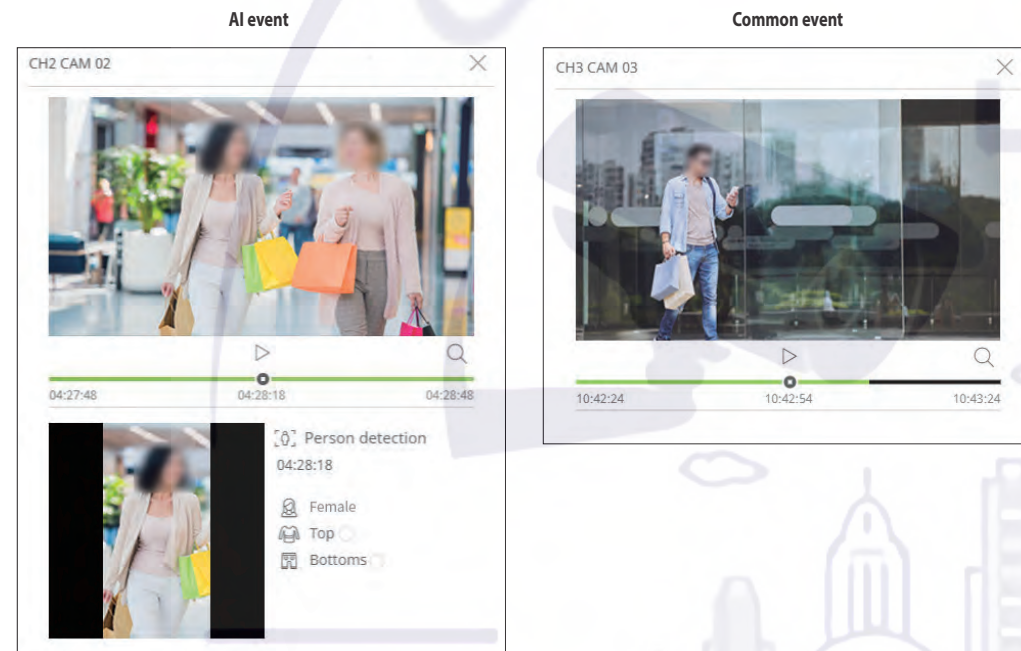 AI event
Common event
CH2 CAM 02
04:27:48 04:28:18 04:28:48
Person detection
04:28:18
Female
Top
Bottoms
CH3 CAM 03
10:42:24 10:42:54 10:43:24